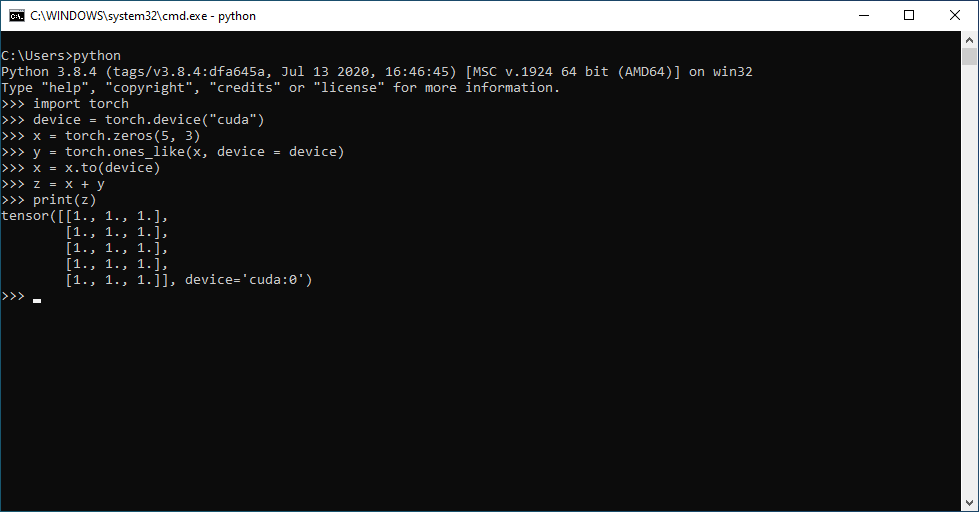 C:\WINDOWS\system32\cmd.exe - python
C:\Users>python
Python 3.8.4 (tags/v3.8.4:dfa645a, Jul 13 2020, 16:46:45) [MSC v.1924 64 bit (AMD64)] on win32
Type "help", "copyright", "credits" or "license" for more information.
>>> import torch
>>> device = torch.device("cuda")
>>> x = torch.zeros(5, 3)
>>> y = torch.ones_like(x, device = device)
>>> x = x.to(device)
>>> z = x + y
>>> print(z)
tensor([[1., 1., 1.],
        [1., 1., 1.],
        [1., 1., 1.],
        [1., 1., 1.],
        [1., 1., 1.]], device='cuda:0')
>>>